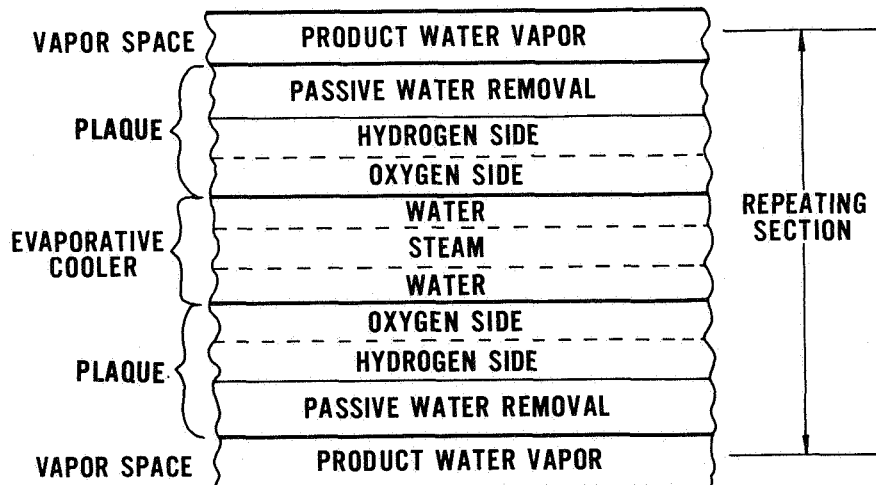 VAPOR SPACE
PRODUCT WATER VAPOR
PLAQUE
PASSIVE WATER REMOVAL
HYDROGEN SIDE
OXYGEN SIDE
EVAPORATIVE
COOLER
WATER
STEAM
WATER
REPEATING
SECTION
PLAQUE
OXYGEN SIDE
HYDROGEN SIDE
PASSIVE WATER REMOVAL
VAPOR SPACE
PRODUCT WATER VAPOR